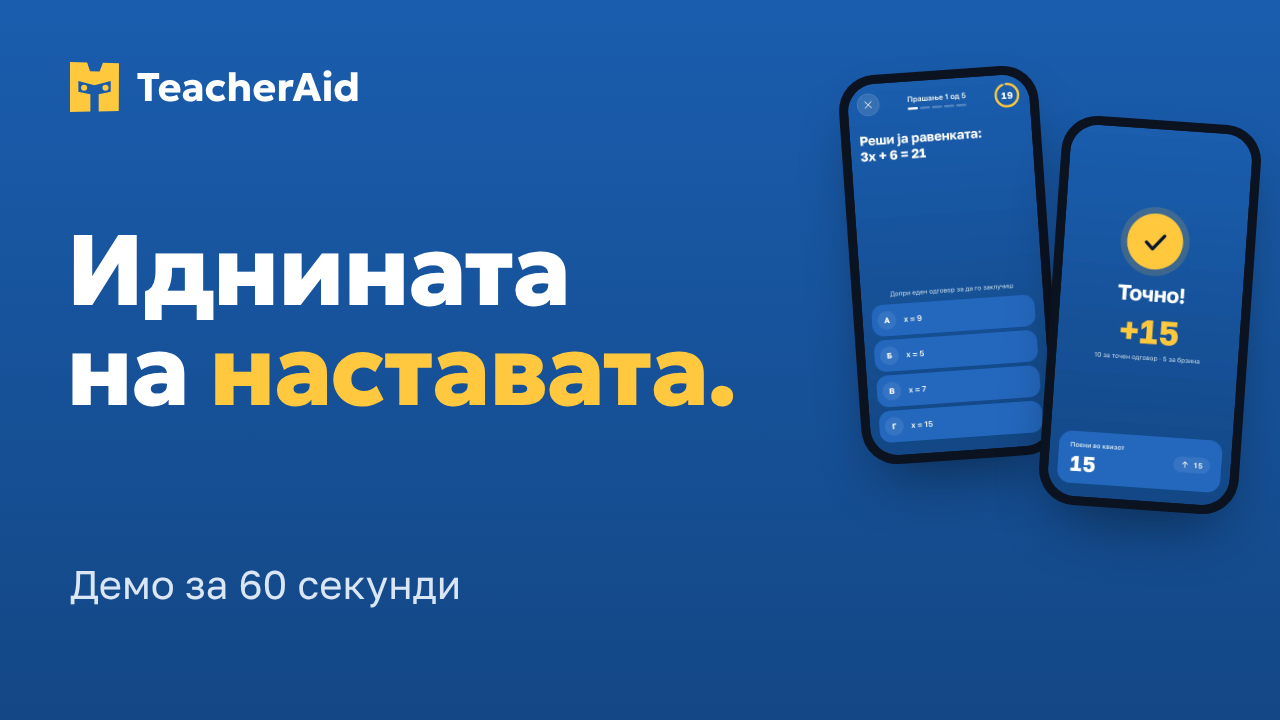 TeacherAid
Иднината
на наставата.
Демо за 60 секунди
Прашање 1 од 5
19
Реши ја равенката:
3x + 6 = 21
Допри еден одговор за да го заклучиш
А x = 9
Б x = 5
В x = 7
Г x = 15
Точно!
+15
10 за точен одговор · 5 за брзина
Поени во квизот
15
↑ 15